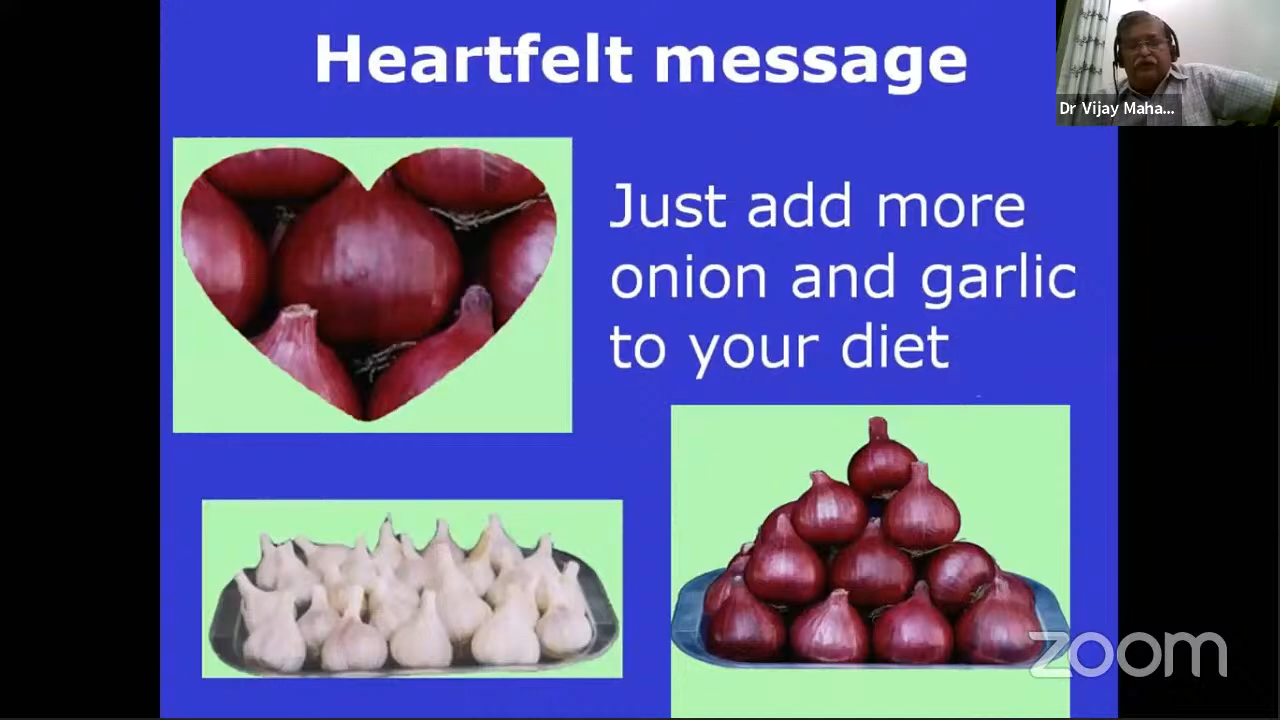 Heartfelt message
Dr Vijay Maha...
Just add more
onion and garlic
to your diet
zoom